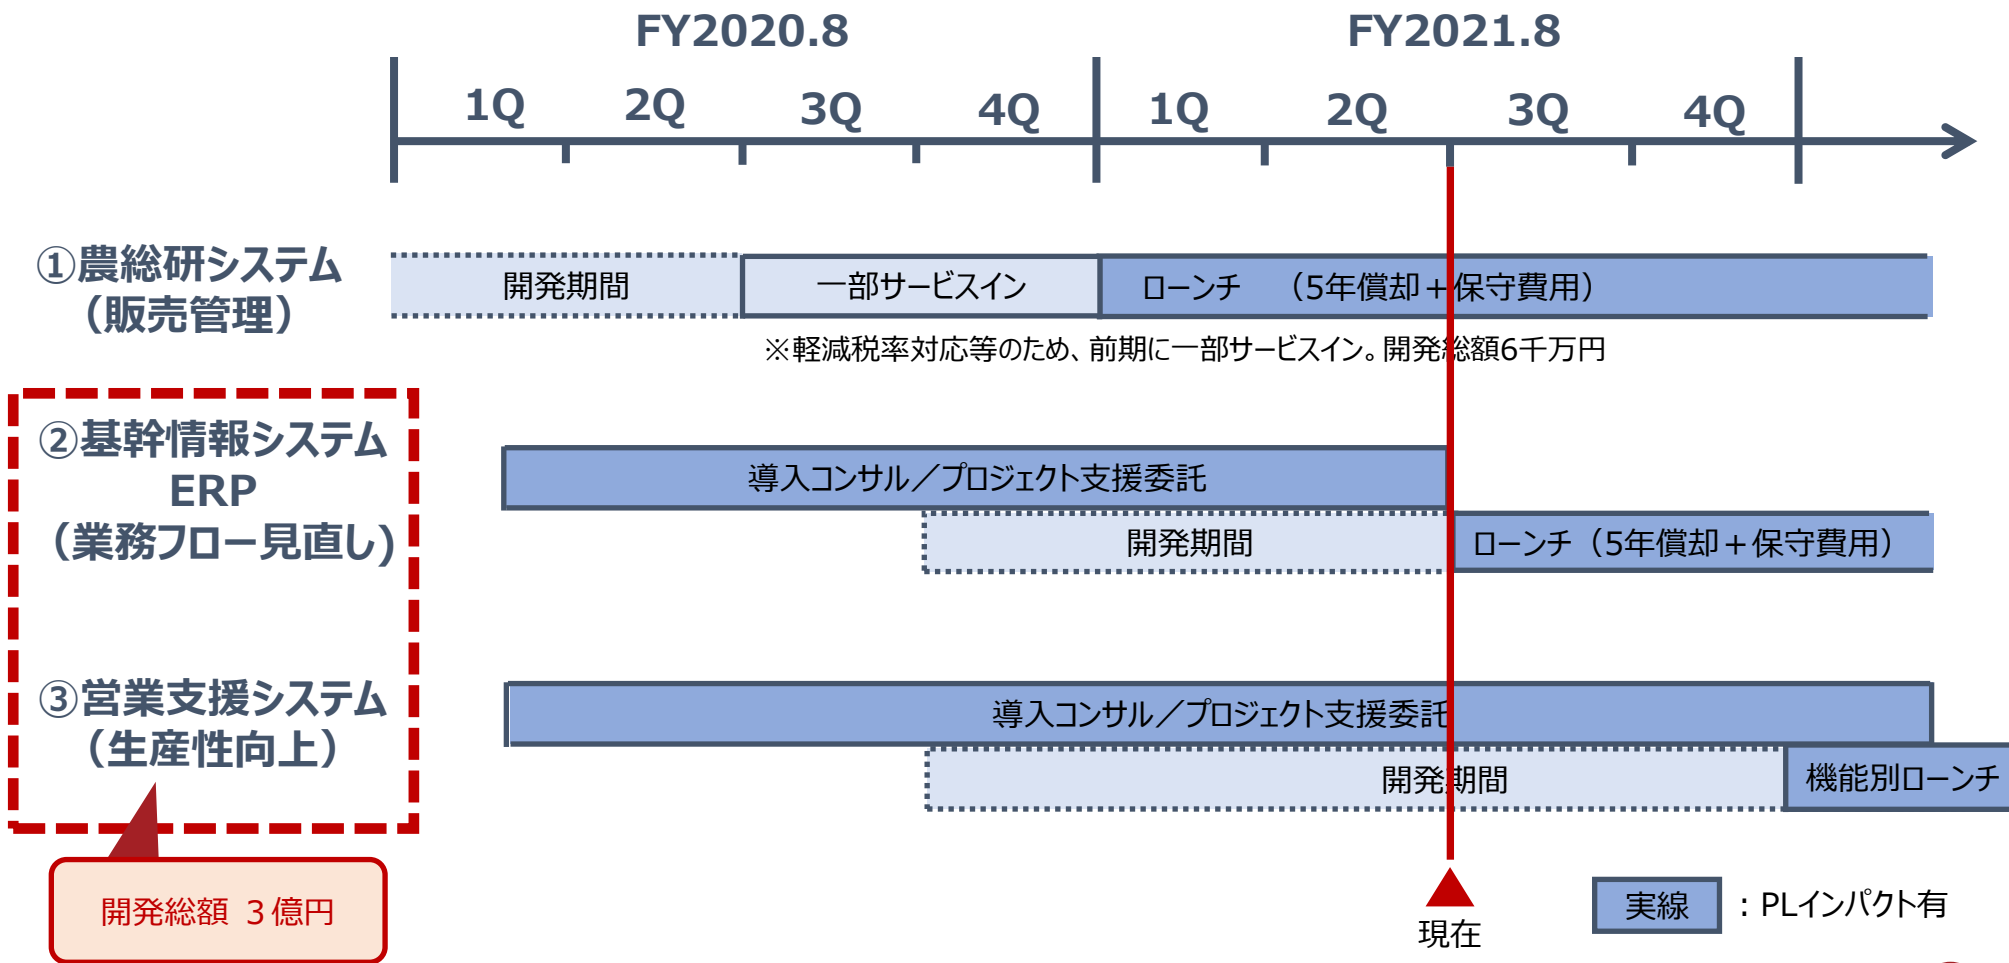 FY2020.8
FY2021.8
1Q 2Q 3Q 4Q 1Q 2Q 3Q 4Q
①農総研システム
（販売管理）
開発期間
一部サービスイン
ローンチ （5年償却＋保守費用）
※軽減税率対応等のため、前期に一部サービスイン。開発総額6千万円
②基幹情報システム
ERP
（業務フロー見直し)
導入コンサル／プロジェクト支援委託
開発期間
ローンチ（5年償却＋保守費用）
③営業支援システム
（生産性向上）
導入コンサル／プロジェクト支援委託
開発期間
機能別ローンチ
開発総額 ３億円
現在
実線 ：PLインパクト有